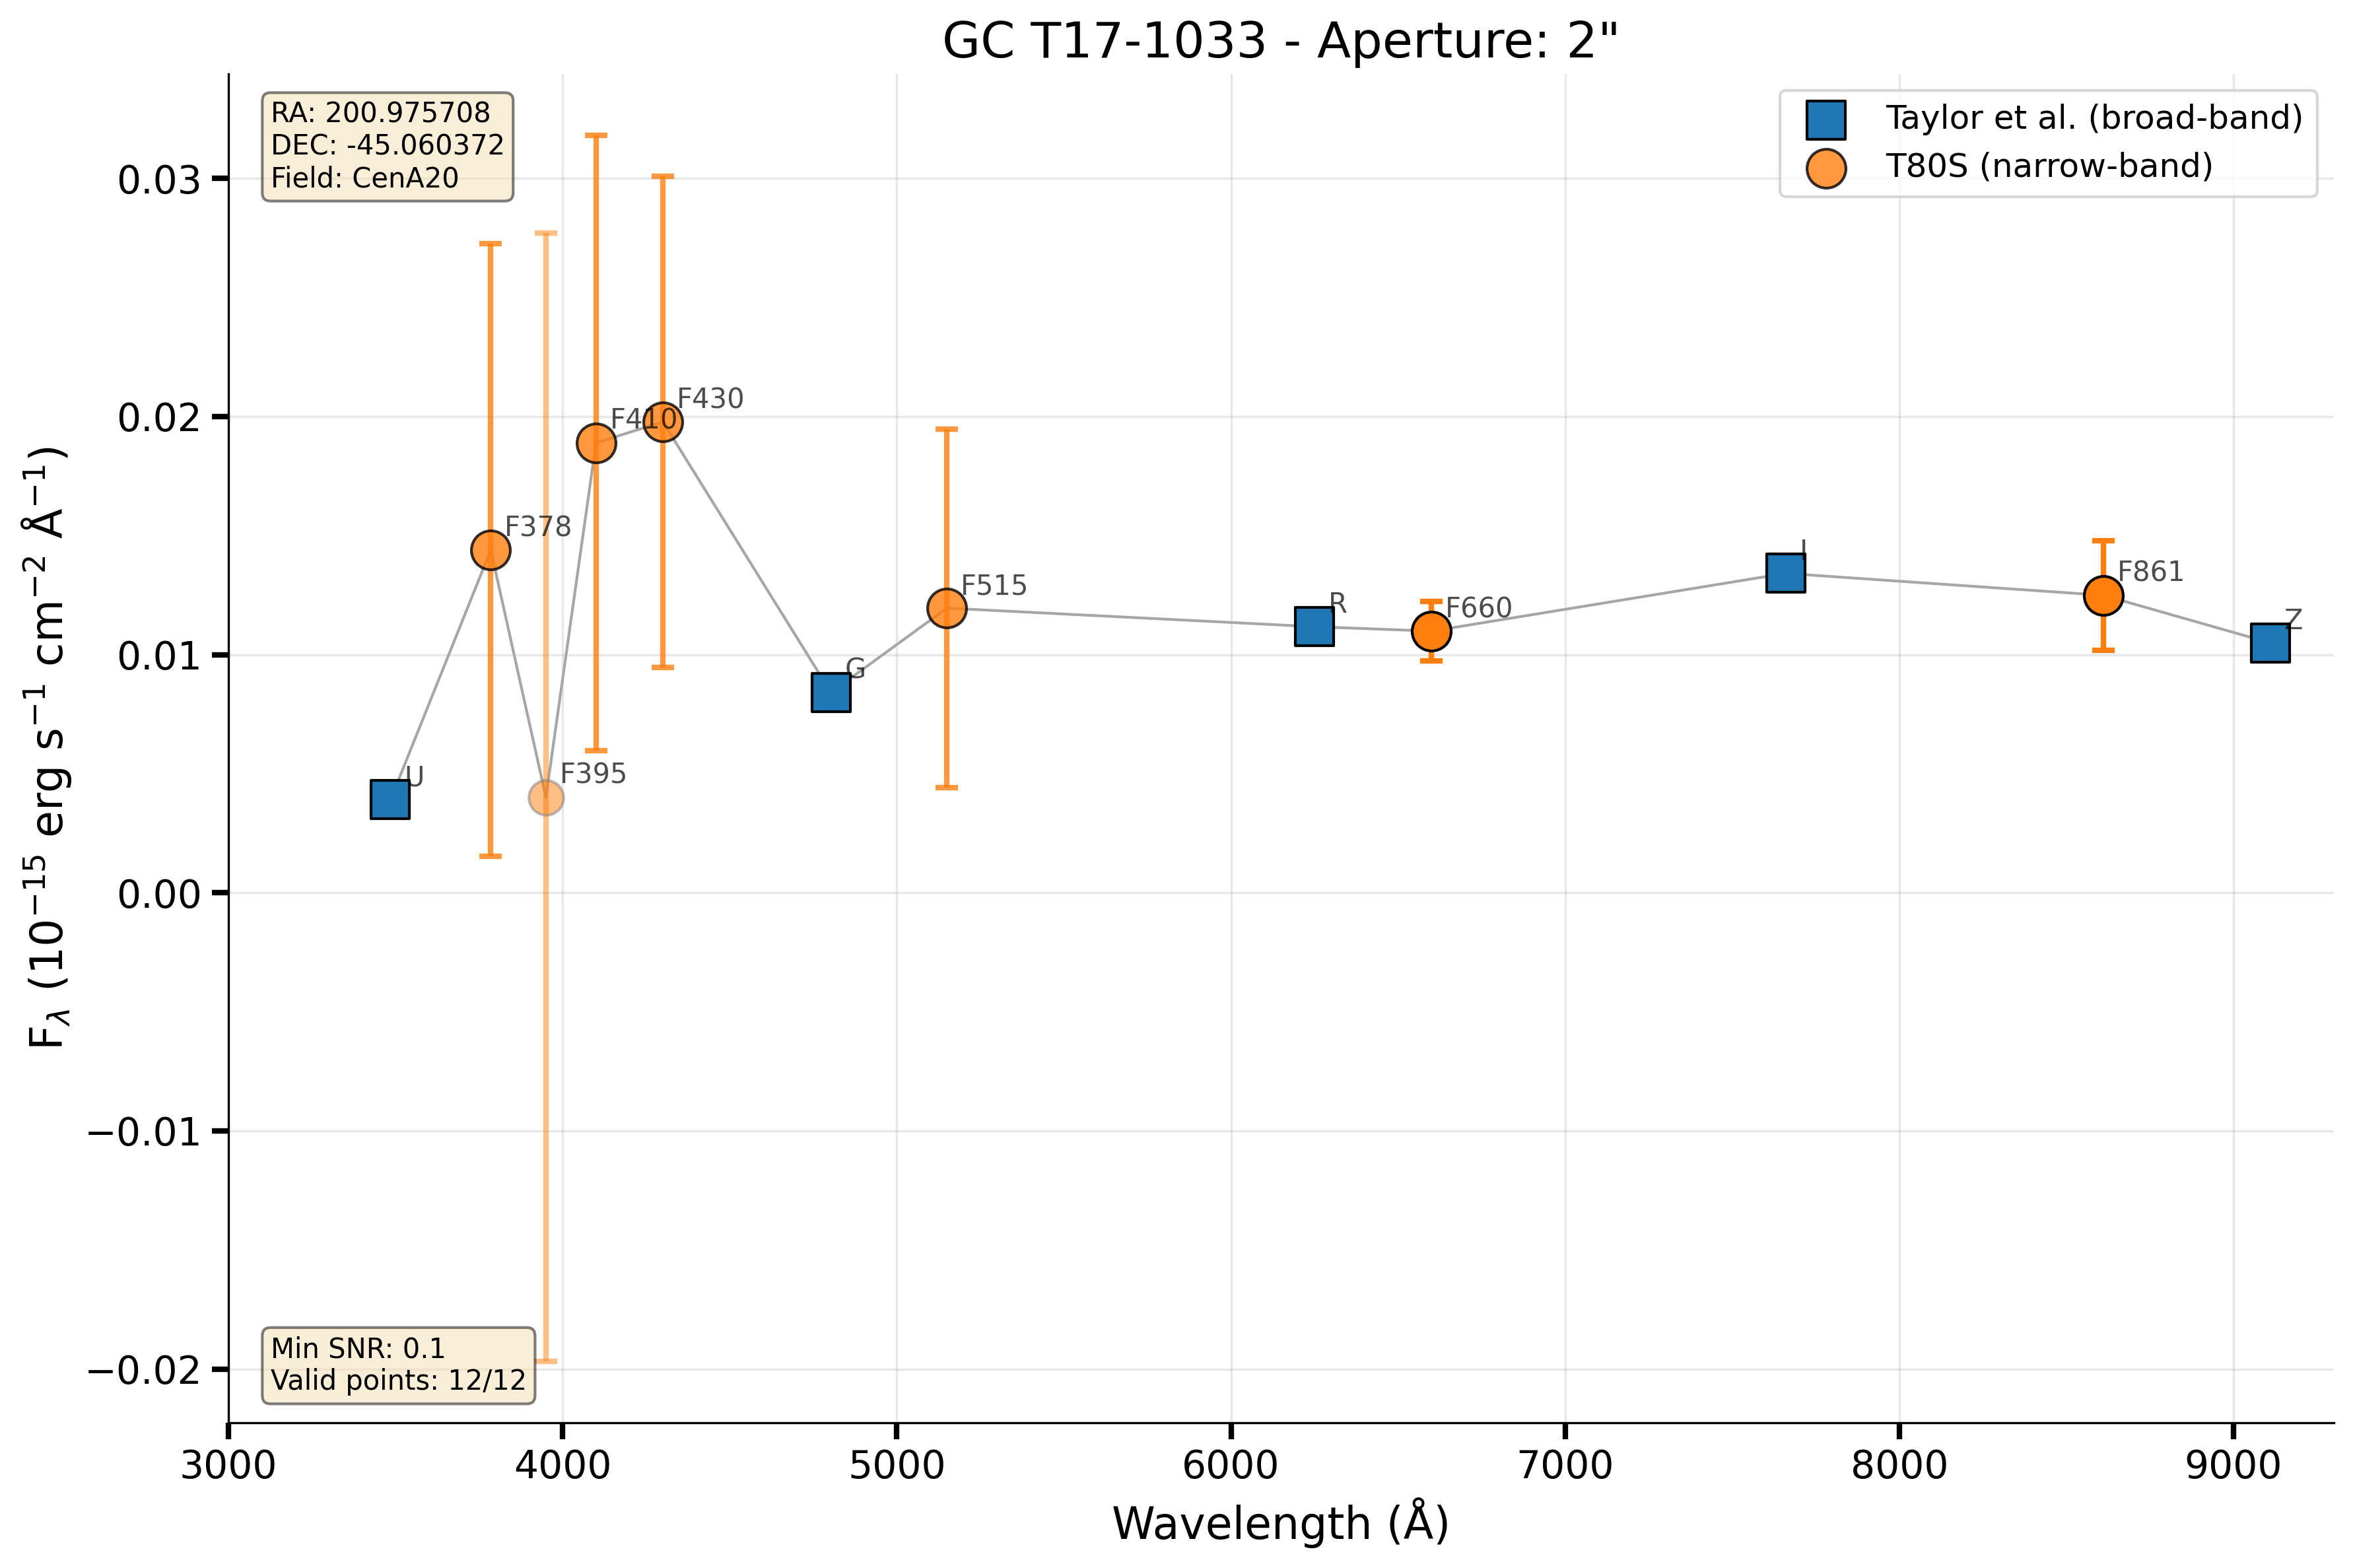 GC T17-1033 - Aperture: 2"
RA: 200.975708
DEC: -45.060372
Field: CenA20
Taylor et al. (broad-band)
T80S (narrow-band)
0.03
0.02
0.01
0.00
−0.01
−0.02
F$_λ$ (10$^{−15}$ erg s$^{−1}$ cm$^{−2}$ Å$^{−1}$)
U
F378
F395
F410
F430
G
F515
R
F660
I
F861
Z
Min SNR: 0.1
Valid points: 12/12
3000 4000 5000 6000 7000 8000 9000
Wavelength (Å)